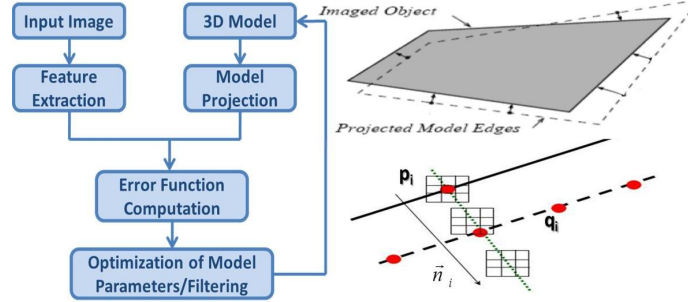 Input Image
3D Model
Feature
Extraction
Model
Projection
Error Function
Computation
Optimization of Model
Parameters/Filtering
Imaged Object
Projected Model Edges
pᵢ
qᵢ
n⃗ ᵢ